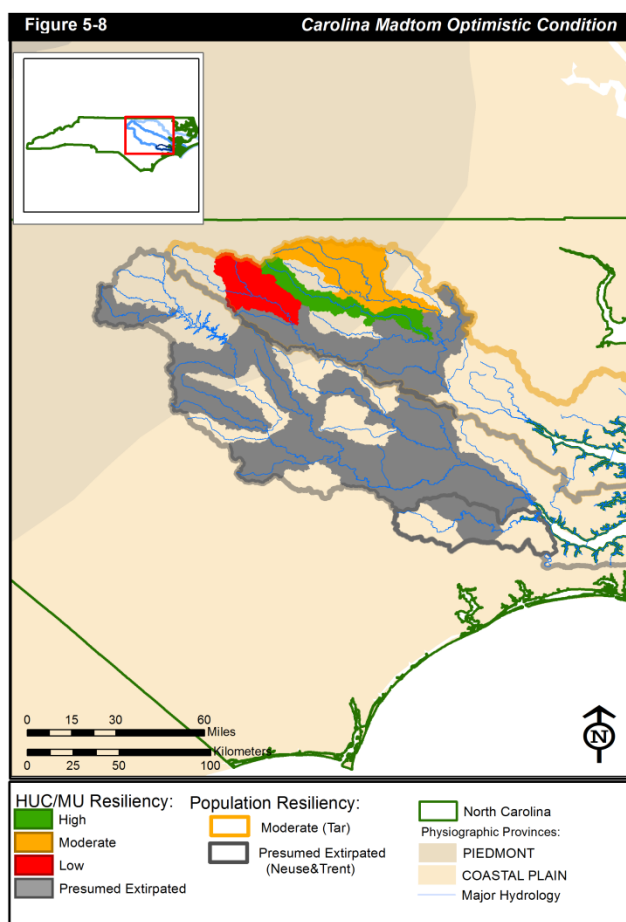 Figure 5-8 Carolina Madtom Optimistic Condition
0 15 30 60
Miles
Kilometers
0 25 50 100
N
HUC/MU Resiliency:
High
Moderate
Low
Presumed Extirpated
Population Resiliency:
Moderate (Tar)
Presumed Extirpated
(Neuse&Trent)
North Carolina
Physiographic Provinces:
PIEDMONT
COASTAL PLAIN
Major Hydrology